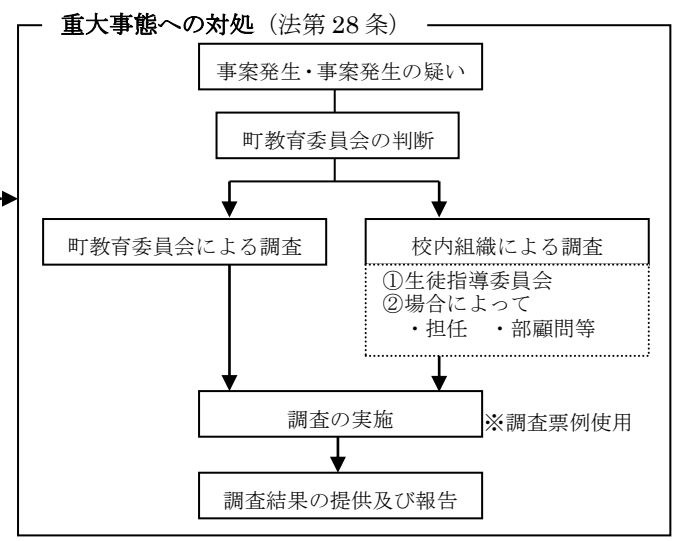 重大事態への対処（法第 28 条）
事案発生・事案発生の疑い
町教育委員会の判断
町教育委員会による調査
校内組織による調査
①生徒指導委員会
②場合によって
・担任　・部顧問等
調査の実施
※調査票例使用
調査結果の提供及び報告